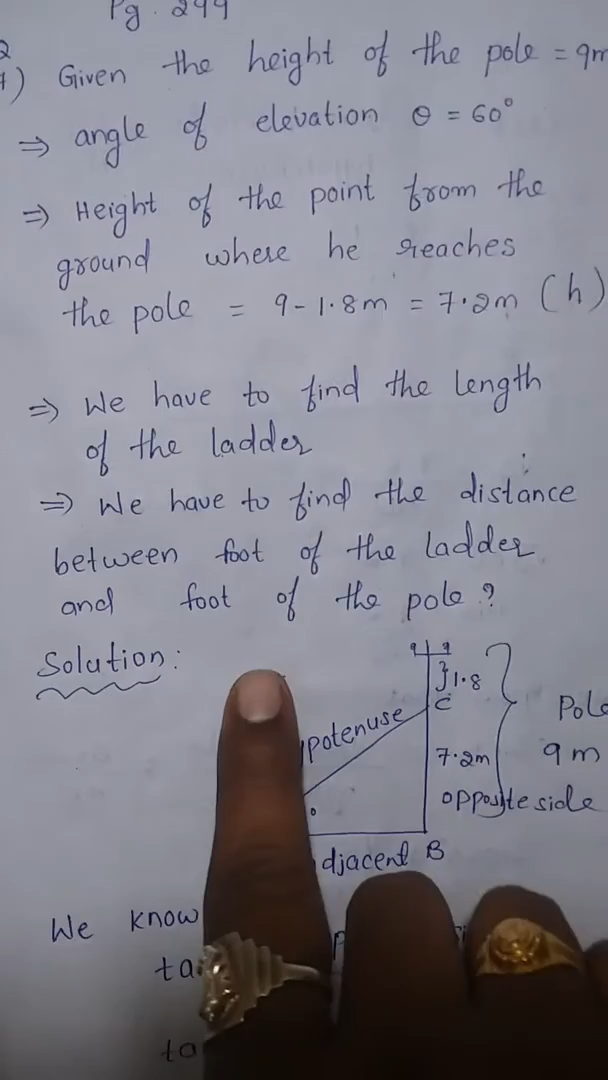 Pg. 299
Given the height of the pole = 9m
⇒ angle of elevation θ = 60°
⇒ Height of the point from the
ground where he reaches
the pole = 9-1.8m = 7.2m (h)
⇒ We have to find the length
of the ladder
⇒ We have to find the distance
between foot of the ladder
and foot of the pole?
Solution:
}1.8
C
potenuse
Pole
7.2m
9m
opposite side
djacent B
We know
ta
ta